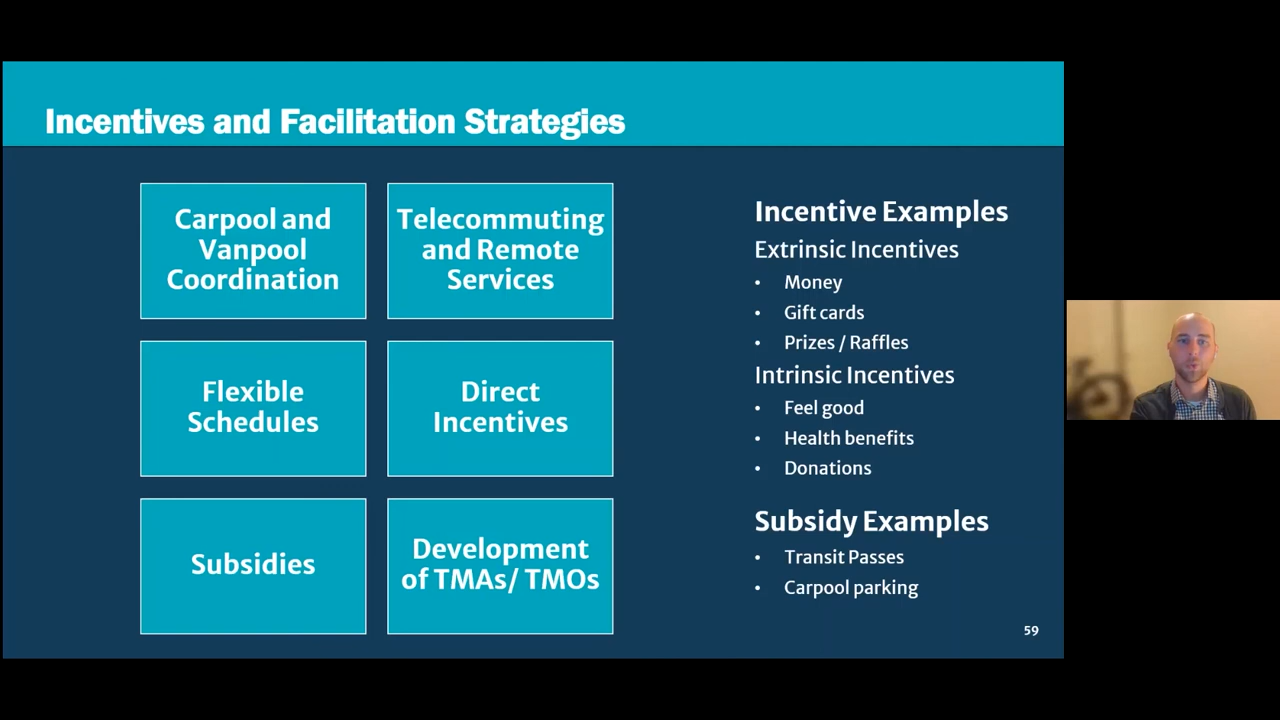 Incentives and Facilitation Strategies
Carpool and
Vanpool
Coordination
Telecommuting
and Remote
Services
Flexible
Schedules
Direct
Incentives
Subsidies
Development
of TMAs/ TMOs
Incentive Examples
Extrinsic Incentives
• Money
• Gift cards
• Prizes / Raffles
Intrinsic Incentives
• Feel good
• Health benefits
• Donations
Subsidy Examples
• Transit Passes
• Carpool parking
59